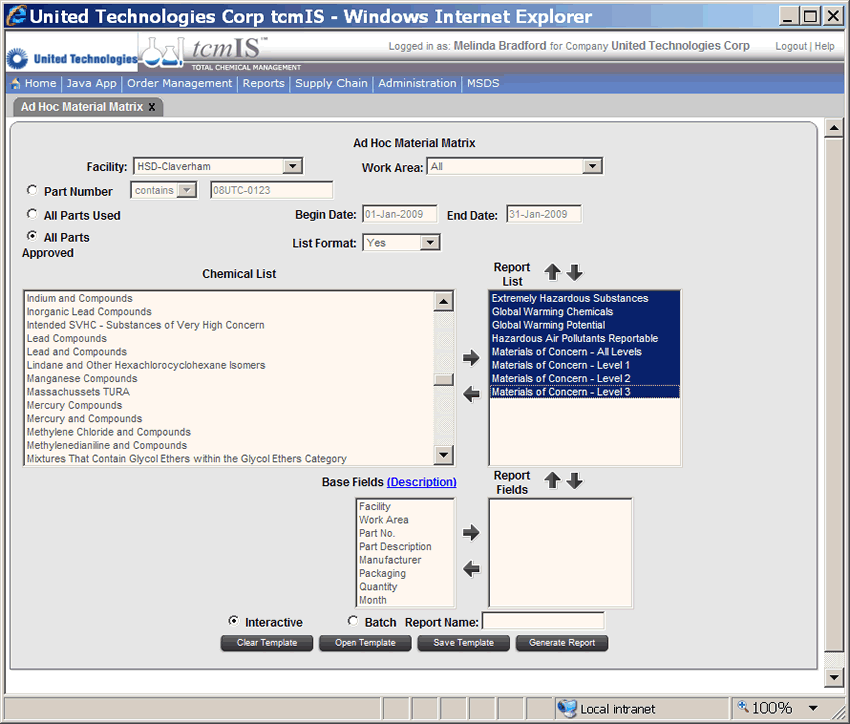 United Technologies Corp tcmIS - Windows Internet Explorer
United Technologies
tcmIS™
TOTAL CHEMICAL MANAGEMENT
Logged in as: Melinda Bradford for Company United Technologies Corp
Logout | Help
Home | Java App | Order Management | Reports | Supply Chain | Administration | MSDS
Ad Hoc Material Matrix x
Ad Hoc Material Matrix
Facility: HSD-Claverham Work Area: All
Part Number contains 08UTC-0123
All Parts Used Begin Date: 01-Jan-2009 End Date: 31-Jan-2009
All Parts
Approved
List Format: Yes
Chemical List
Indium and Compounds
Inorganic Lead Compounds
Intended SVHC - Substances of Very High Concern
Lead Compounds
Lead and Compounds
Lindane and Other Hexachlorocyclohexane Isomers
Manganese Compounds
Massachussets TURA
Mercury Compounds
Mercury and Compounds
Methylene Chloride and Compounds
Methylenedianiline and Compounds
Mixtures That Contain Glycol Ethers within the Glycol Ethers Category
Report
List
Extremely Hazardous Substances
Global Warming Chemicals
Global Warming Potential
Hazardous Air Pollutants Reportable
Materials of Concern - All Levels
Materials of Concern - Level 1
Materials of Concern - Level 2
Materials of Concern - Level 3
Base Fields (Description)
Facility
Work Area
Part No.
Part Description
Manufacturer
Packaging
Quantity
Month
Report
Fields
Interactive Batch Report Name:
Clear Template Open Template Save Template Generate Report
Local intranet 100%